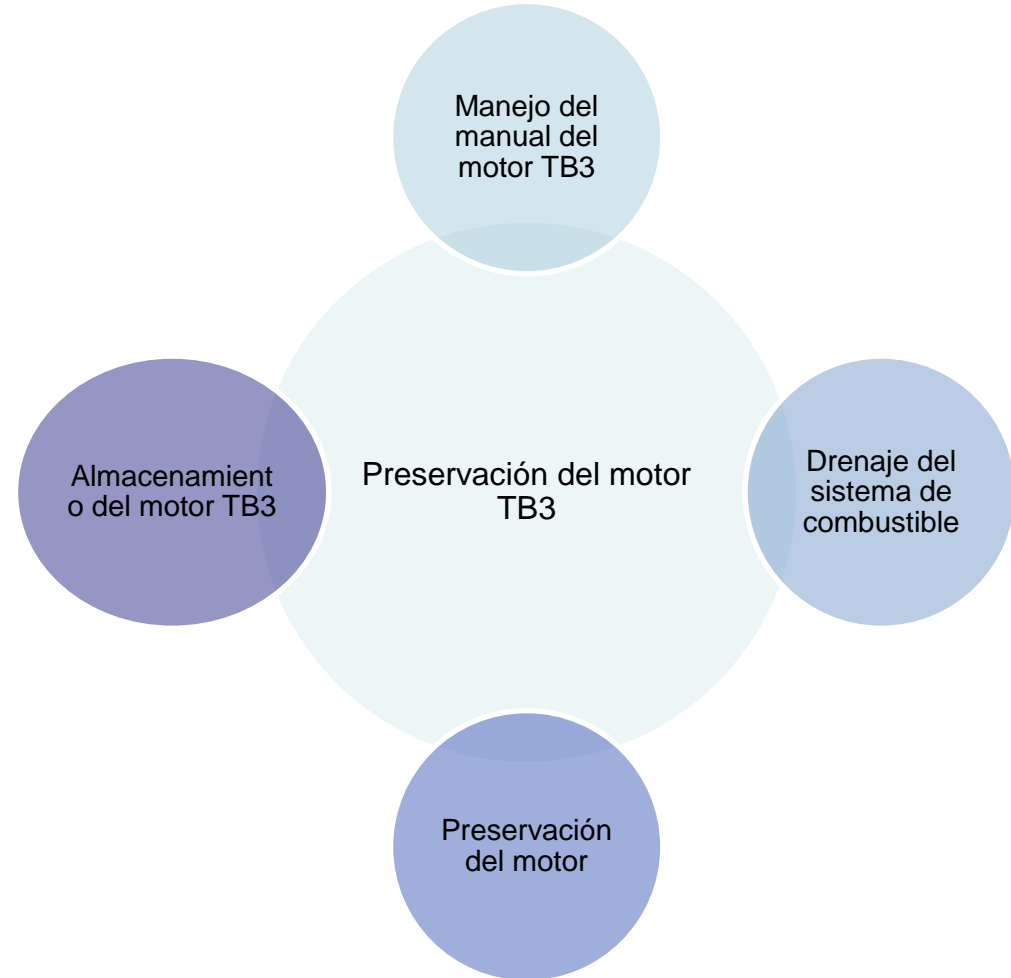 Manejo del
manual del
motor TB3
Almacenamient
o del motor TB3
Preservación del motor
TB3
Drenaje del
sistema de
combustible
Preservación
del motor